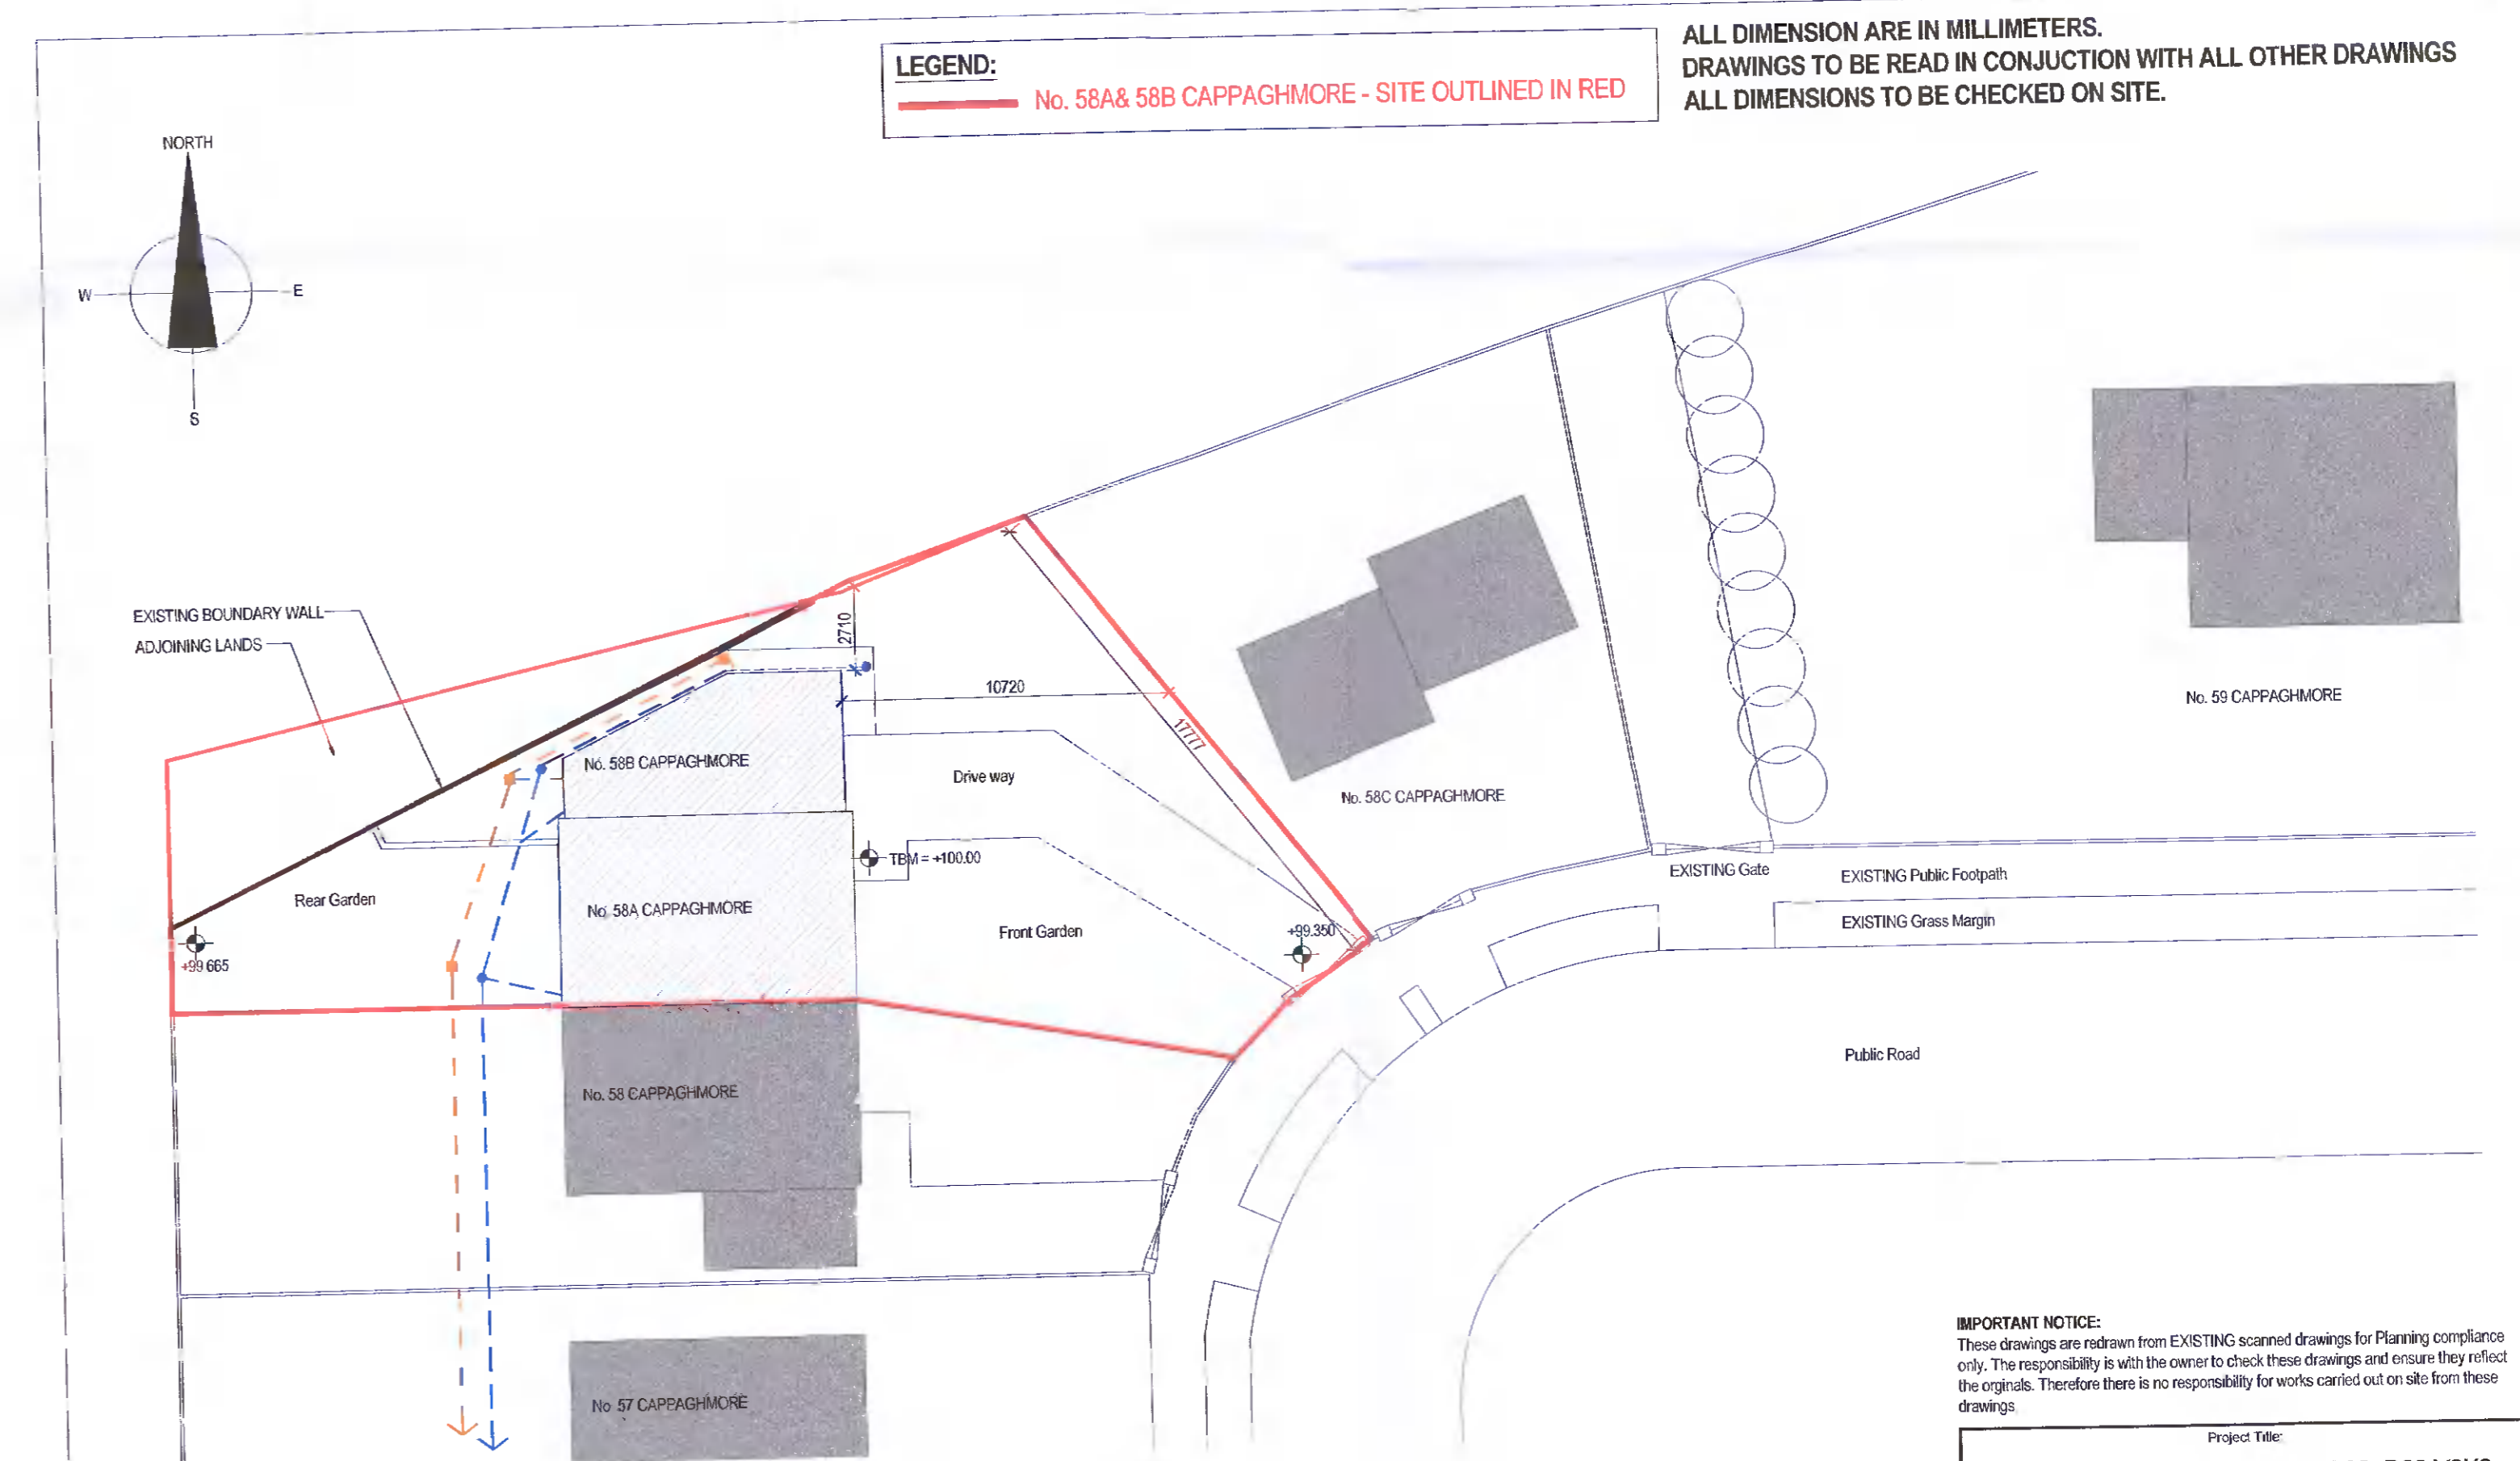 ALL DIMENSION ARE IN MILLIMETERS.
DRAWINGS TO BE READ IN CONJUCTION WITH ALL OTHER DRAWINGS
ALL DIMENSIONS TO BE CHECKED ON SITE.
LEGEND:
No. 58A& 58B CAPPAGHMORE - SITE OUTLINED IN RED
NORTH
W
E
S
EXISTING BOUNDARY WALL
ADJOINING LANDS
2710
10720
17777
No. 58B CAPPAGHMORE
Drive way
No. 58C CAPPAGHMORE
No. 59 CAPPAGHMORE
TBM = +100.00
EXISTING Gate
EXISTING Public Footpath
Rear Garden
No. 58A CAPPAGHMORE
Front Garden
+99.350
EXISTING Grass Margin
+99.665
Public Road
No. 58 CAPPAGHMORE
No 57 CAPPAGHMORE
IMPORTANT NOTICE:
These drawings are redrawn from EXISTING scanned drawings for Planning compliance
only. The responsibility is with the owner to check these drawings and ensure they reflect
the orginals. Therefore there is no responsibility for works carried out on site from these
drawings.
Project Title: